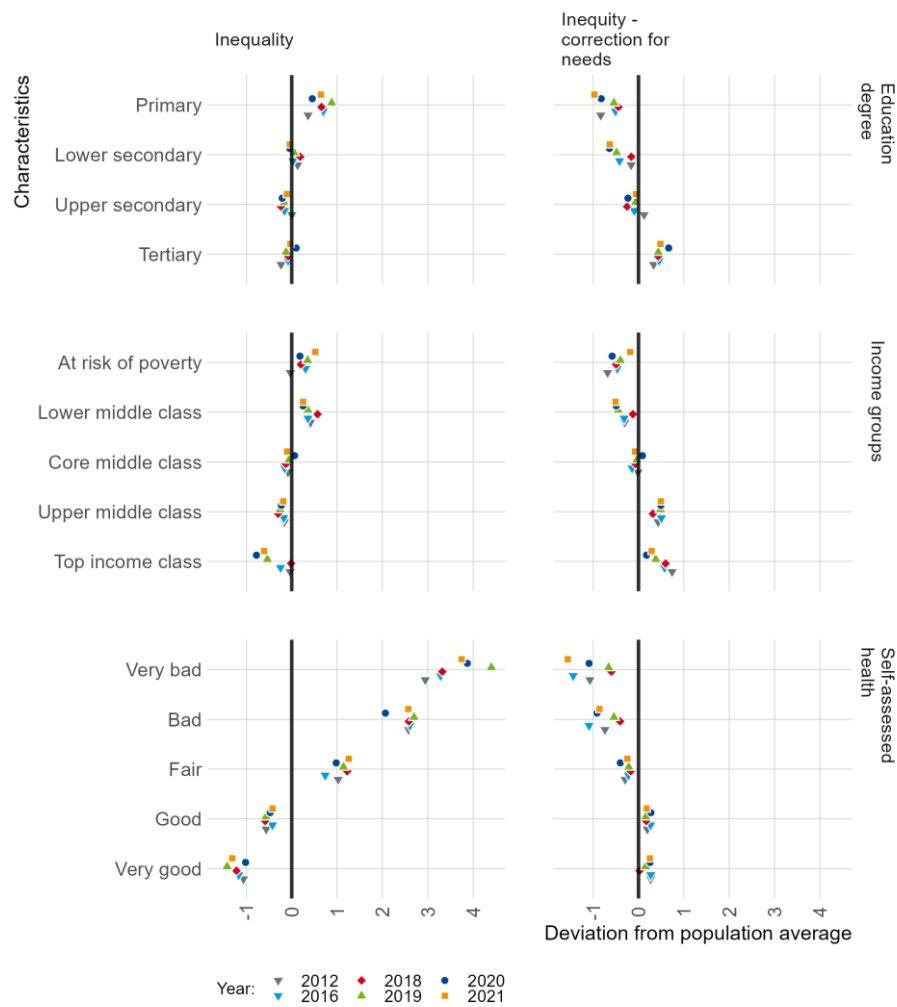 Inequality
Inequity -
correction for
needs
Characteristics
Primary
Lower secondary
Upper secondary
Tertiary
Education
degree
At risk of poverty
Lower middle class
Core middle class
Upper middle class
Top income class
Income groups
Very bad
Bad
Fair
Good
Very good
Self-assessed
health
-1 0 1 2 3 4
-1 0 1 2 3 4
Deviation from population average
Year: 2012 2018 2020
2016 2019 2021